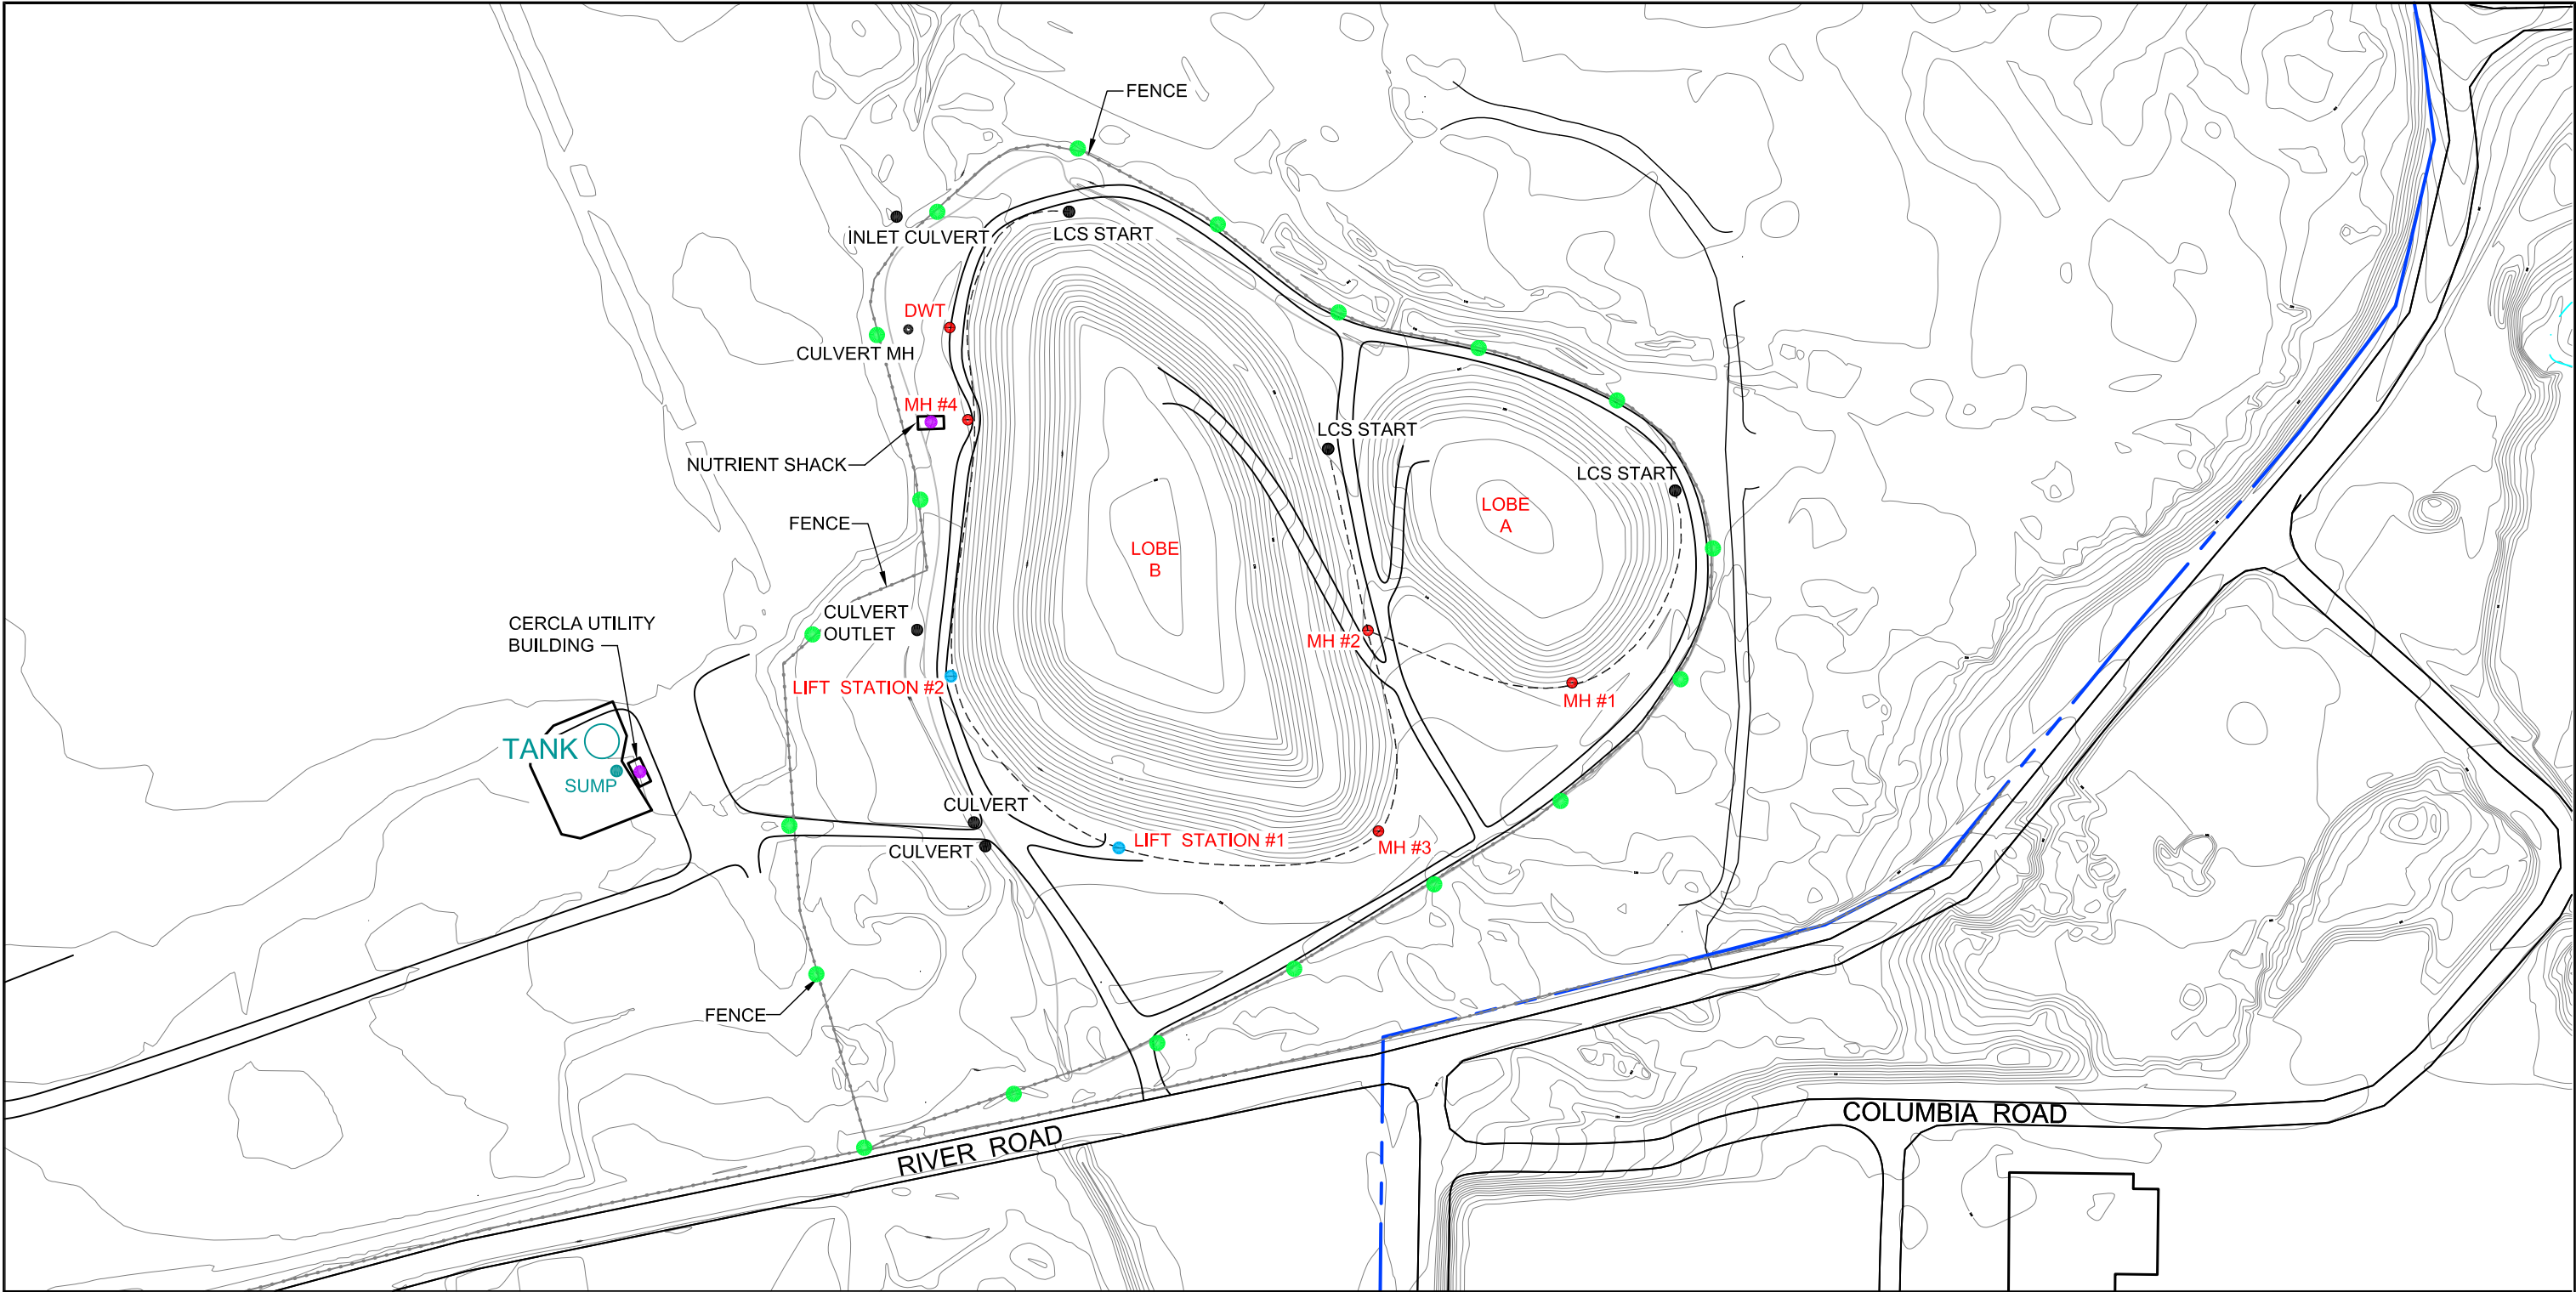 FENCE
INLET CULVERT
LCS START
DWT
CULVERT MH
MH #4
NUTRIENT SHACK
LCS START
LCS START
LOBE
A
FENCE
LOBE
B
CULVERT
OUTLET
CERCLA UTILITY
BUILDING
MH #2
LIFT STATION #2
MH #1
TANK
SUMP
CULVERT
LIFT STATION #1
MH #3
CULVERT
FENCE
COLUMBIA ROAD
RIVER ROAD